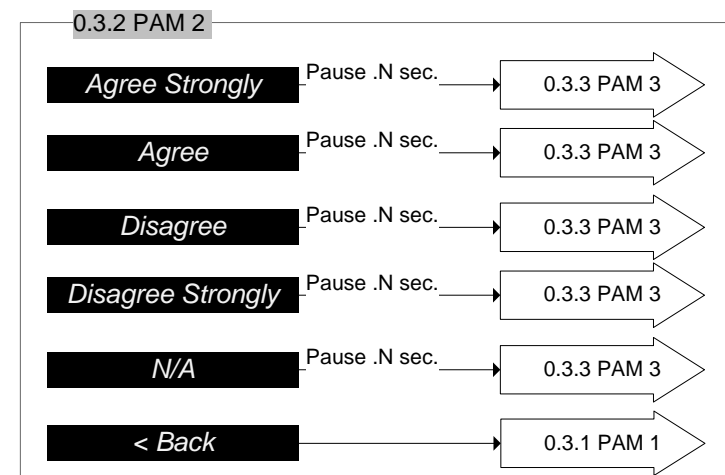 0.3.2 PAM 2
Agree Strongly Pause .N sec. 0.3.3 PAM 3
Agree Pause .N sec. 0.3.3 PAM 3
Disagree Pause .N sec. 0.3.3 PAM 3
Disagree Strongly Pause .N sec. 0.3.3 PAM 3
N/A Pause .N sec. 0.3.3 PAM 3
< Back 0.3.1 PAM 1